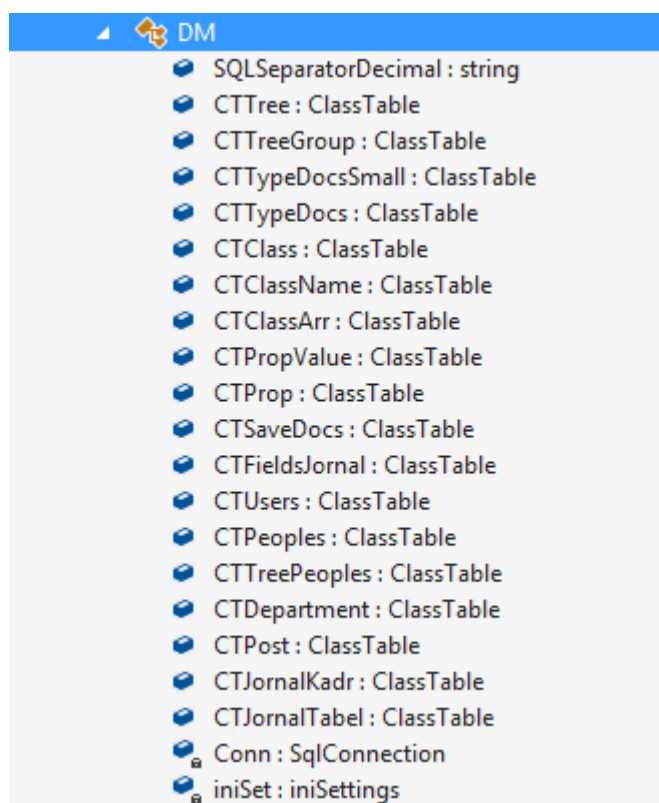 DM
SQLSeparatorDecimal : string
CTTree : ClassTable
CTTreeGroup : ClassTable
CTTypeDocsSmall : ClassTable
CTTypeDocs : ClassTable
CTClass : ClassTable
CTClassName : ClassTable
CTClassArr : ClassTable
CTPropValue : ClassTable
CTProp : ClassTable
CTSaveDocs : ClassTable
CTFieldsJornal : ClassTable
CTUsers : ClassTable
CTPeoples : ClassTable
CTTreePeoples : ClassTable
CTDepartment : ClassTable
CTPost : ClassTable
CTJornalKadr : ClassTable
CTJornalTabel : ClassTable
Conn : SqlConnection
iniSet : iniSettings